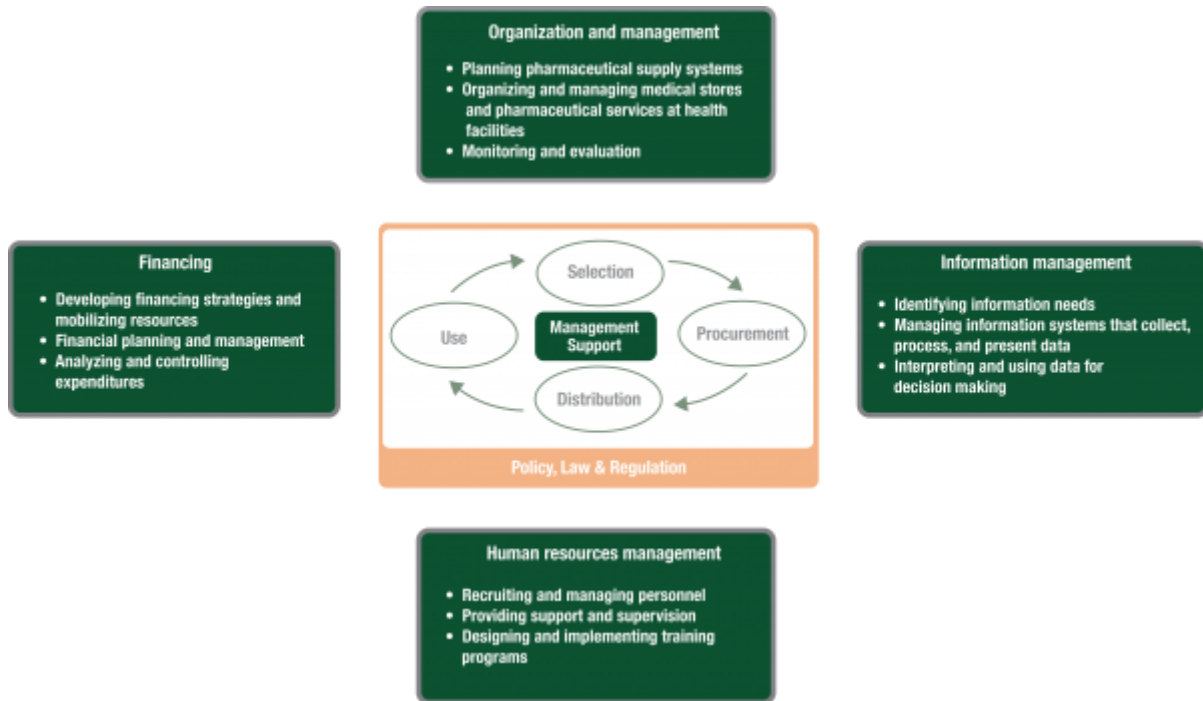 Organization and management
• Planning pharmaceutical supply systems
• Organizing and managing medical stores
and pharmaceutical services at health
facilities
• Monitoring and evaluation
Financing
• Developing financing strategies and
mobilizing resources
• Financial planning and management
• Analyzing and controlling
expenditures
Selection
Use
Management
Support
Procurement
Distribution
Policy, Law & Regulation
Information management
• Identifying information needs
• Managing information systems that collect,
process, and present data
• Interpreting and using data for
decision making
Human resources management
• Recruiting and managing personnel
• Providing support and supervision
• Designing and implementing training
programs